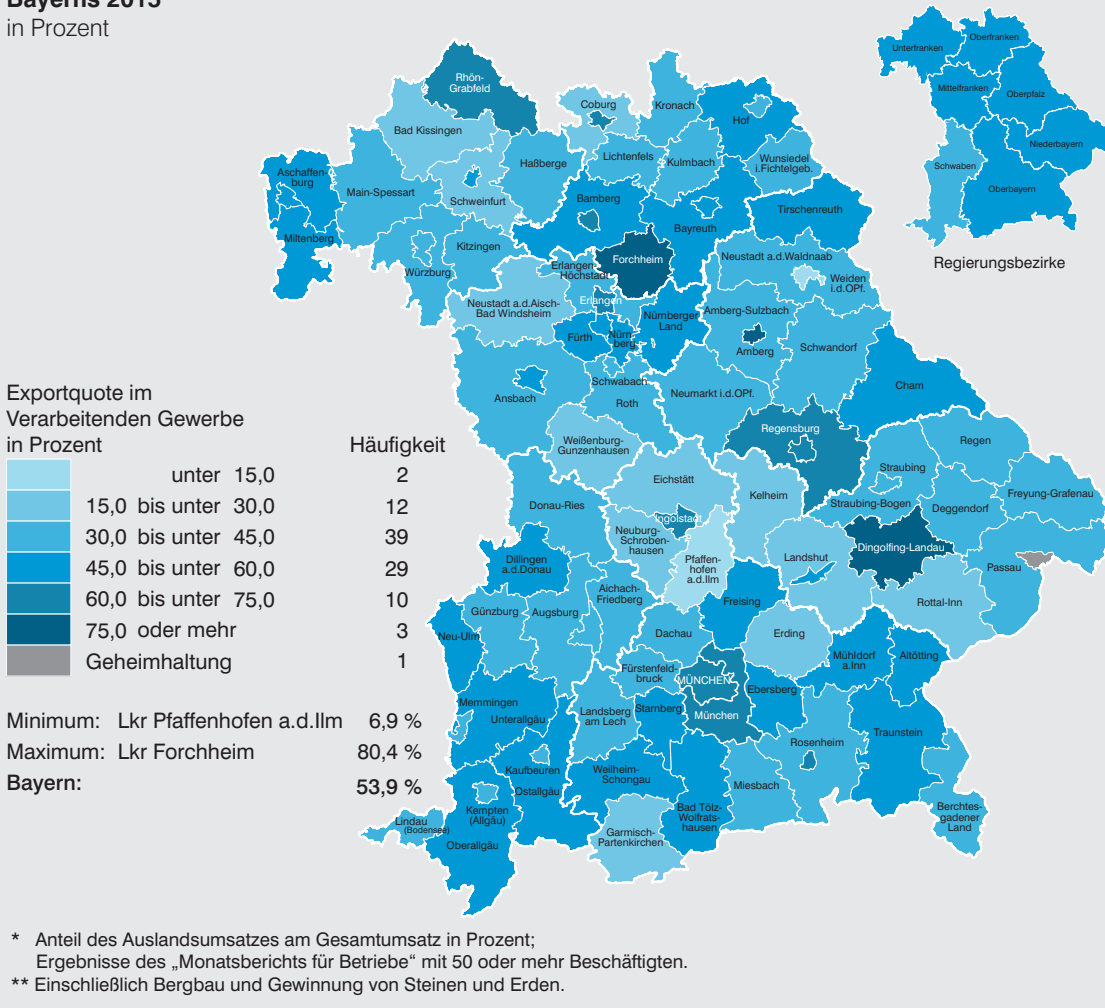 Bayerns 2015
in Prozent
Unterfranken
Oberfranken
Mittelfranken
Oberpfalz
Niederbayern
Schwaben
Oberbayern
Regierungsbezirke
Rhön-
Grabfeld
Coburg
Kronach
Hof
Bad Kissingen
Lichtenfels
Kulmbach
Wunsiedel
i.Fichtelgeb.
Haßberge
Aschaffen-
burg
Main-Spessart
Schweinfurt
Bamberg
Bayreuth
Tirschenreuth
Miltenberg
Würzburg
Kitzingen
Forchheim
Erlangen-
Höchstadt
Neustadt a.d.Waldnaab
Weiden
i.d.OPf.
Neustadt a.d.Aisch-
Bad Windsheim
Erlangen
Fürth
Nürn-
berg
Nürnberger
Land
Amberg-Sulzbach
Amberg
Schwandorf
Ansbach
Schwabach
Roth
Neumarkt i.d.OPf.
Cham
Weißenburg-
Gunzenhausen
Regensburg
Regen
Straubing
Eichstätt
Kelheim
Straubing-Bogen
Deggendorf
Freyung-Grafenau
Donau-Ries
Ingolstadt
Neuburg-
Schroben-
hausen
Pfaffen-
hofen
a.d.Ilm
Landshut
Dingolfing-Landau
Passau
Dillingen
a.d.Donau
Aichach-
Friedberg
Freising
Rottal-Inn
Günzburg
Augsburg
Neu-Ulm
Dachau
Erding
Mühldorf
a.Inn
Altötting
Fürstenfeld-
bruck
MÜNCHEN
Ebersberg
München
Memmingen
Unterallgäu
Landsberg
am Lech
Starnberg
Rosenheim
Traunstein
Kaufbeuren
Ostallgäu
Weilheim-
Schongau
Bad Tölz-
Wolfrats-
hausen
Miesbach
Berchtes-
gadener
Land
Lindau
(Bodensee)
Kempten
(Allgäu)
Oberallgäu
Garmisch-
Partenkirchen
Exportquote im
Verarbeitenden Gewerbe
in Prozent Häufigkeit
unter 15,0 2
15,0 bis unter 30,0 12
30,0 bis unter 45,0 39
45,0 bis unter 60,0 29
60,0 bis unter 75,0 10
75,0 oder mehr 3
Geheimhaltung 1
Minimum: Lkr Pfaffenhofen a.d.Ilm 6,9 %
Maximum: Lkr Forchheim 80,4 %
Bayern: 53,9 %
* Anteil des Auslandsumsatzes am Gesamtumsatz in Prozent;
Ergebnisse des „Monatsberichts für Betriebe“ mit 50 oder mehr Beschäftigten.
** Einschließlich Bergbau und Gewinnung von Steinen und Erden.